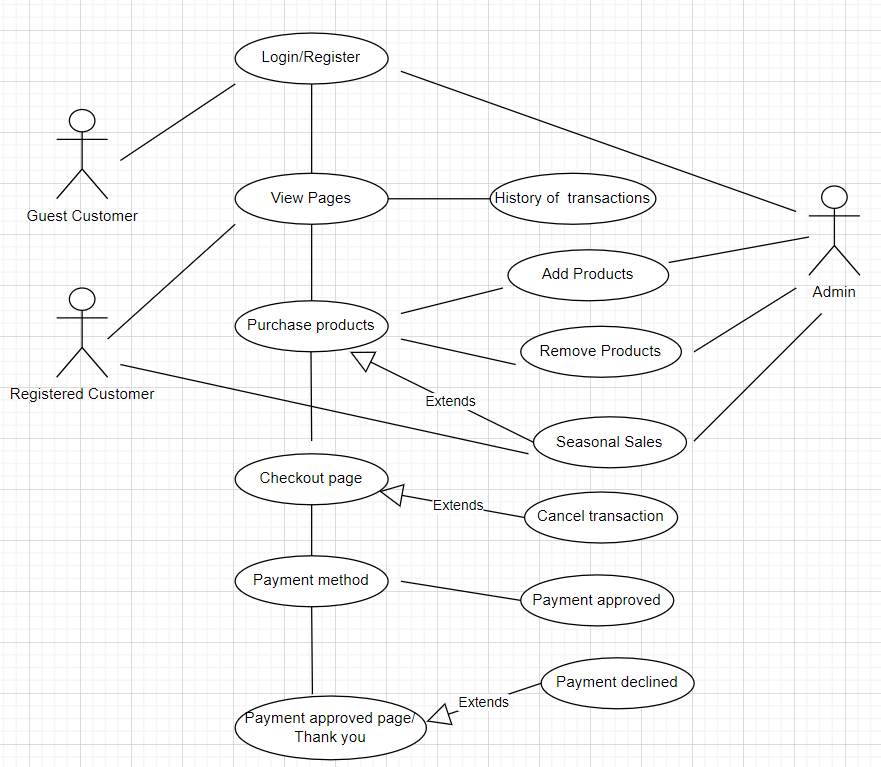 Login/Register
Guest Customer
View Pages
History of  transactions
Add Products
Admin
Purchase products
Remove Products
Registered Customer
Extends
Seasonal Sales
Checkout page
Extends
Cancel transaction
Payment method
Payment approved
Payment declined
Extends
Payment approved page/
Thank you